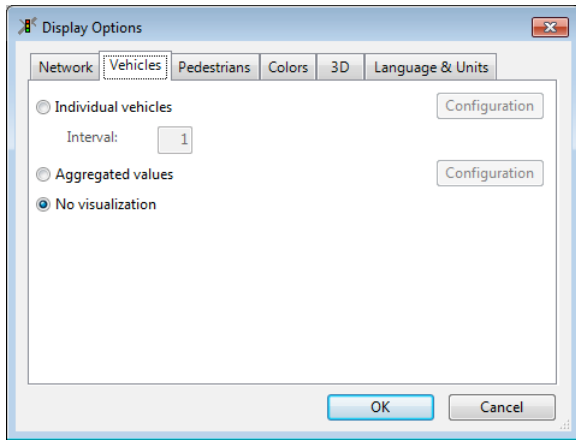 Display Options
Network Vehicles Pedestrians Colors 3D Language & Units
Individual vehicles Configuration
Interval: 1
Aggregated values Configuration
No visualization
OK Cancel